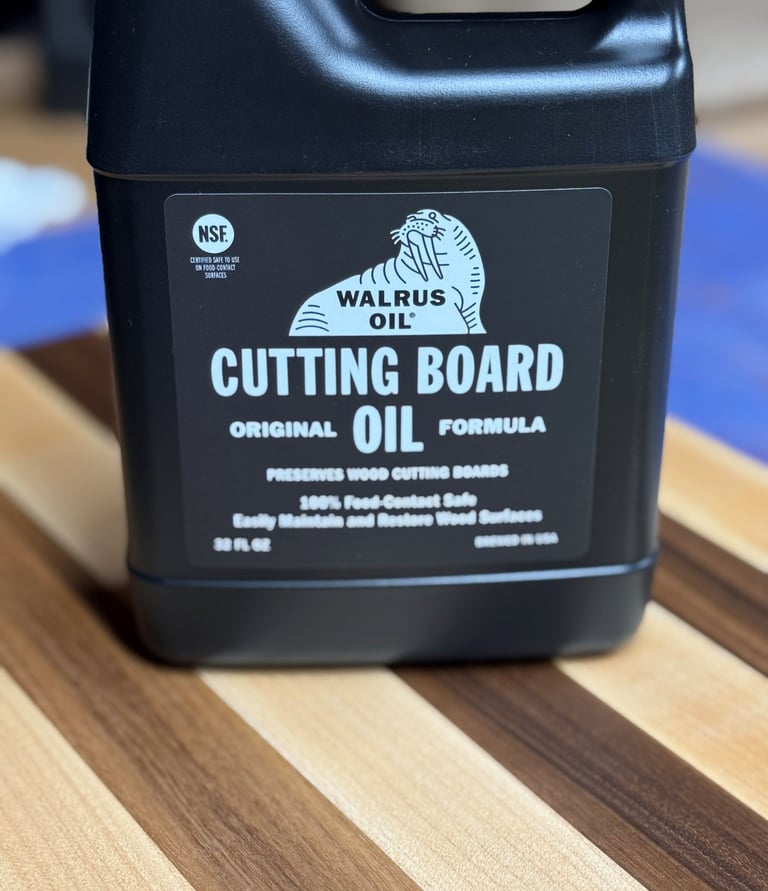 NSF.
CERTIFIED SAFE TO USE
ON FOOD-CONTACT
SURFACES
WALRUS
OIL®
CUTTING BOARD
ORIGINAL OIL FORMULA
PRESERVES WOOD CUTTING BOARDS
100% Food-Contact Safe
Easily Maintain and Restore Wood Surfaces
32 FL OZ BREWED IN USA